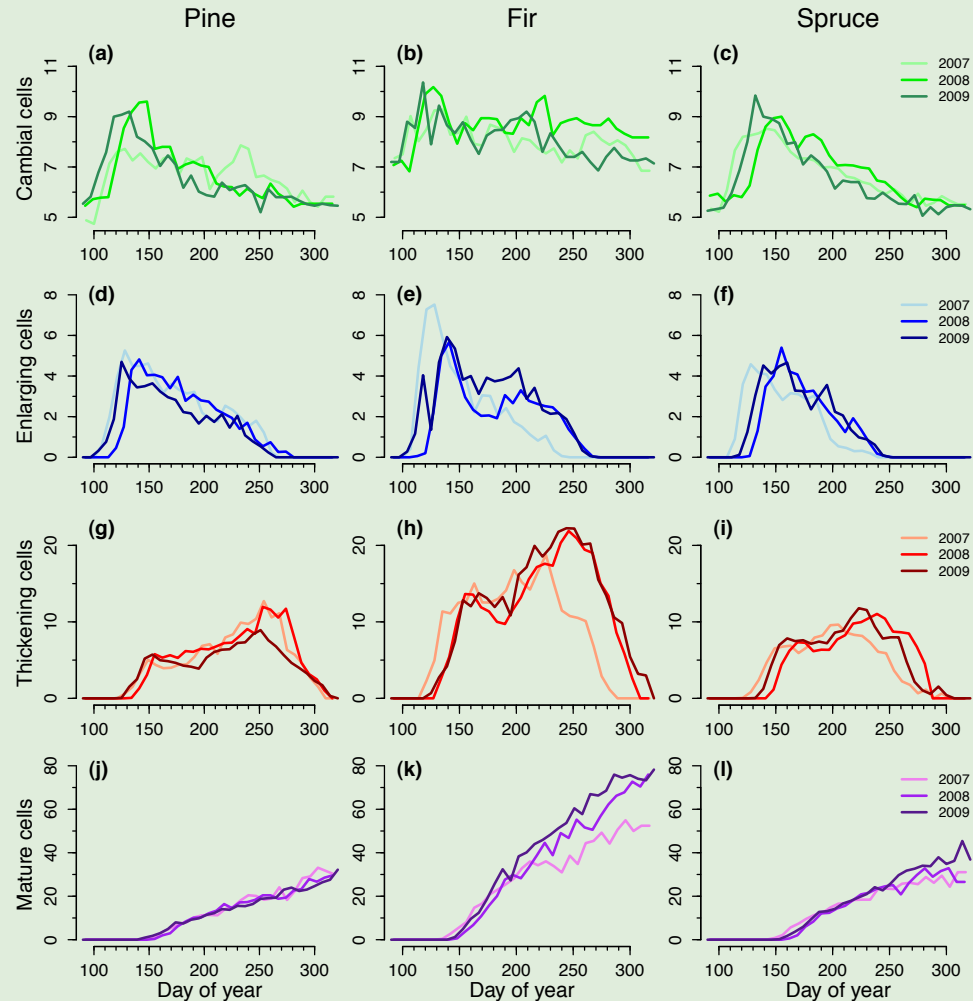 Pine Fir Spruce
(a) (b) (c)
Cambial cells
11 9 7 5
11 9 7 5
11 9 7 5
2007
2008
2009
100 150 200 250 300
100 150 200 250 300
100 150 200 250 300
(d) (e) (f)
Enlarging cells
8 6 4 2 0
8 6 4 2 0
8 6 4 2 0
2007
2008
2009
100 150 200 250 300
100 150 200 250 300
100 150 200 250 300
(g) (h) (i)
Thickening cells
20 15 10 5 0
20 15 10 5 0
20 15 10 5 0
2007
2008
2009
100 150 200 250 300
100 150 200 250 300
100 150 200 250 300
(j) (k) (l)
Mature cells
80 60 40 20 0
80 60 40 20 0
80 60 40 20 0
2007
2008
2009
100 150 200 250 300
100 150 200 250 300
100 150 200 250 300
Day of year Day of year Day of year